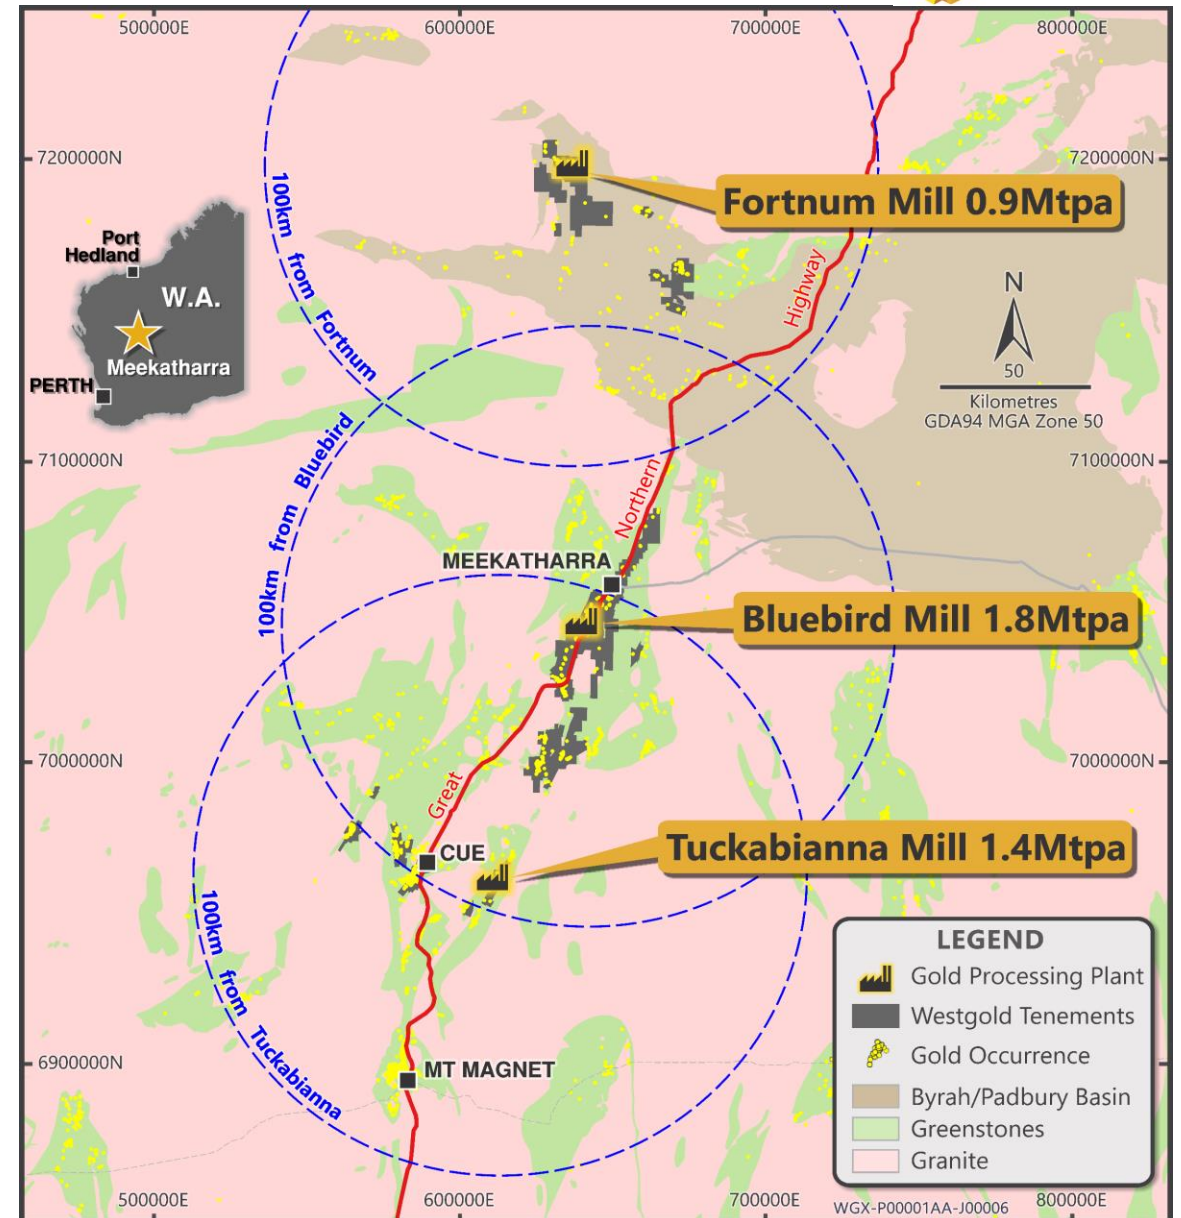 500000E
600000E
700000E
800000E
7200000N
7200000N
Fortnum Mill 0.9Mtpa
100km from Fortnum
Port
Hedland
W.A.
Meekatharra
PERTH
Highway
N
50
Kilometres
GDA94 MGA Zone 50
100km from Bluebird
7100000N
7100000N
Northern
MEEKATHARRA
Bluebird Mill 1.8Mtpa
7000000N
7000000N
Great
CUE
Tuckabianna Mill 1.4Mtpa
100km from Tuckabianna
6900000N
MT MAGNET
LEGEND
Gold Processing Plant
Westgold Tenements
Gold Occurrence
Byrah/Padbury Basin
Greenstones
Granite
500000E
600000E
700000E
800000E
WGX-P00001AA-J00006